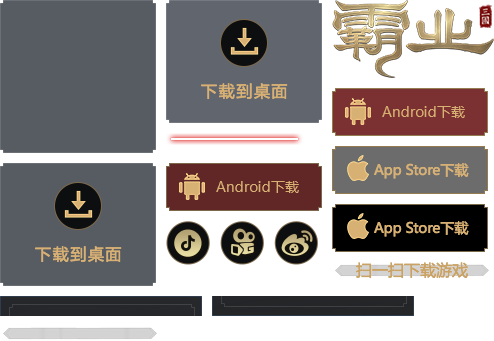 霸业
三国
下载到桌面
Android下载
App Store下载
下载到桌面
Android下载
App Store下载
扫一扫下载游戏